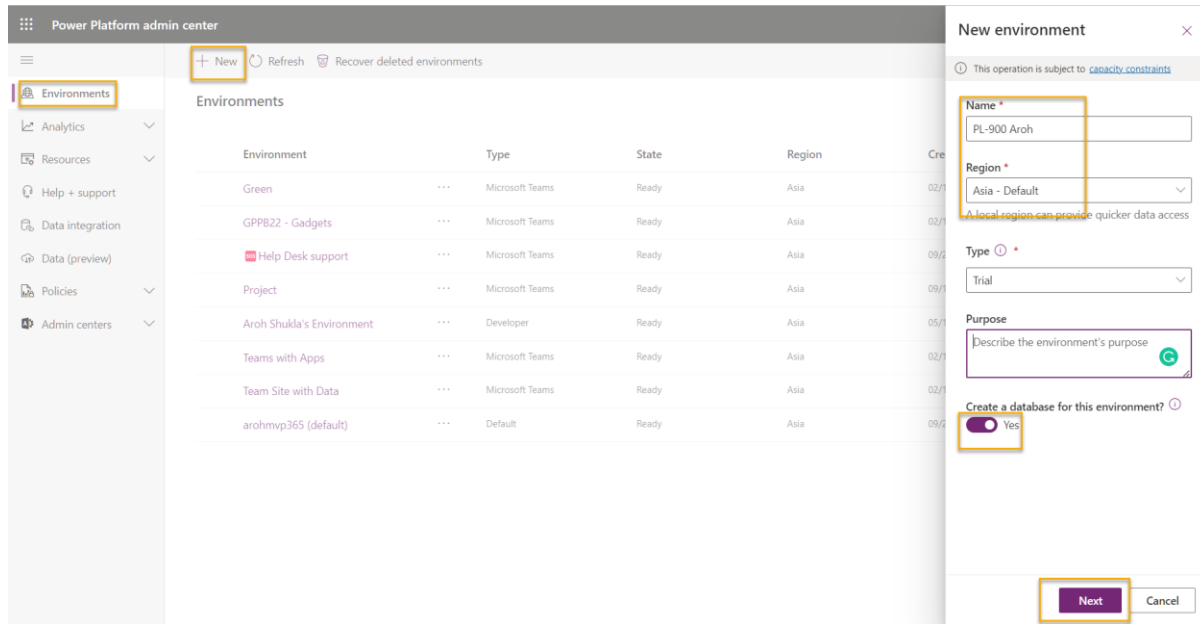 Power Platform admin center
New Refresh Recover deleted environments
Environments
Analytics
Resources
Help + support
Data integration
Data (preview)
Policies
Admin centers
Environments
Environment Type State Region
Green ... Microsoft Teams Ready Asia
GPPB22 - Gadgets ... Microsoft Teams Ready Asia
SOS Help Desk support ... Microsoft Teams Ready Asia
Project ... Microsoft Teams Ready Asia
Aroh Shukla's Environment ... Developer Ready Asia
Teams with Apps ... Microsoft Teams Ready Asia
Team Site with Data ... Microsoft Teams Ready Asia
arohmvp365 (default) ... Default Ready Asia
New environment
This operation is subject to capacity constraints
Name *
PL-900 Aroh
Region *
Asia - Default
A local region can provide quicker data access
Type *
Trial
Purpose
Describe the environment's purpose
Create a database for this environment?
Yes
Next Cancel